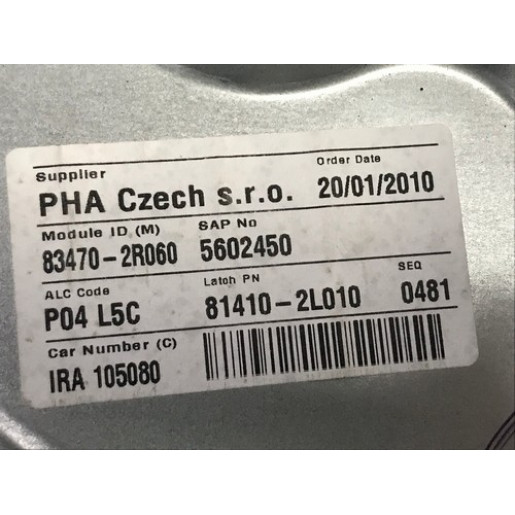 Supplier Order Date
PHA Czech s.r.o. 20/01/2010
Module ID (M) SAP No
83470-2R060 5602450
ALC Code Latch PN SEQ
P04 L5C 81410-2L010 0481
Car Number (C)
IRA 105080